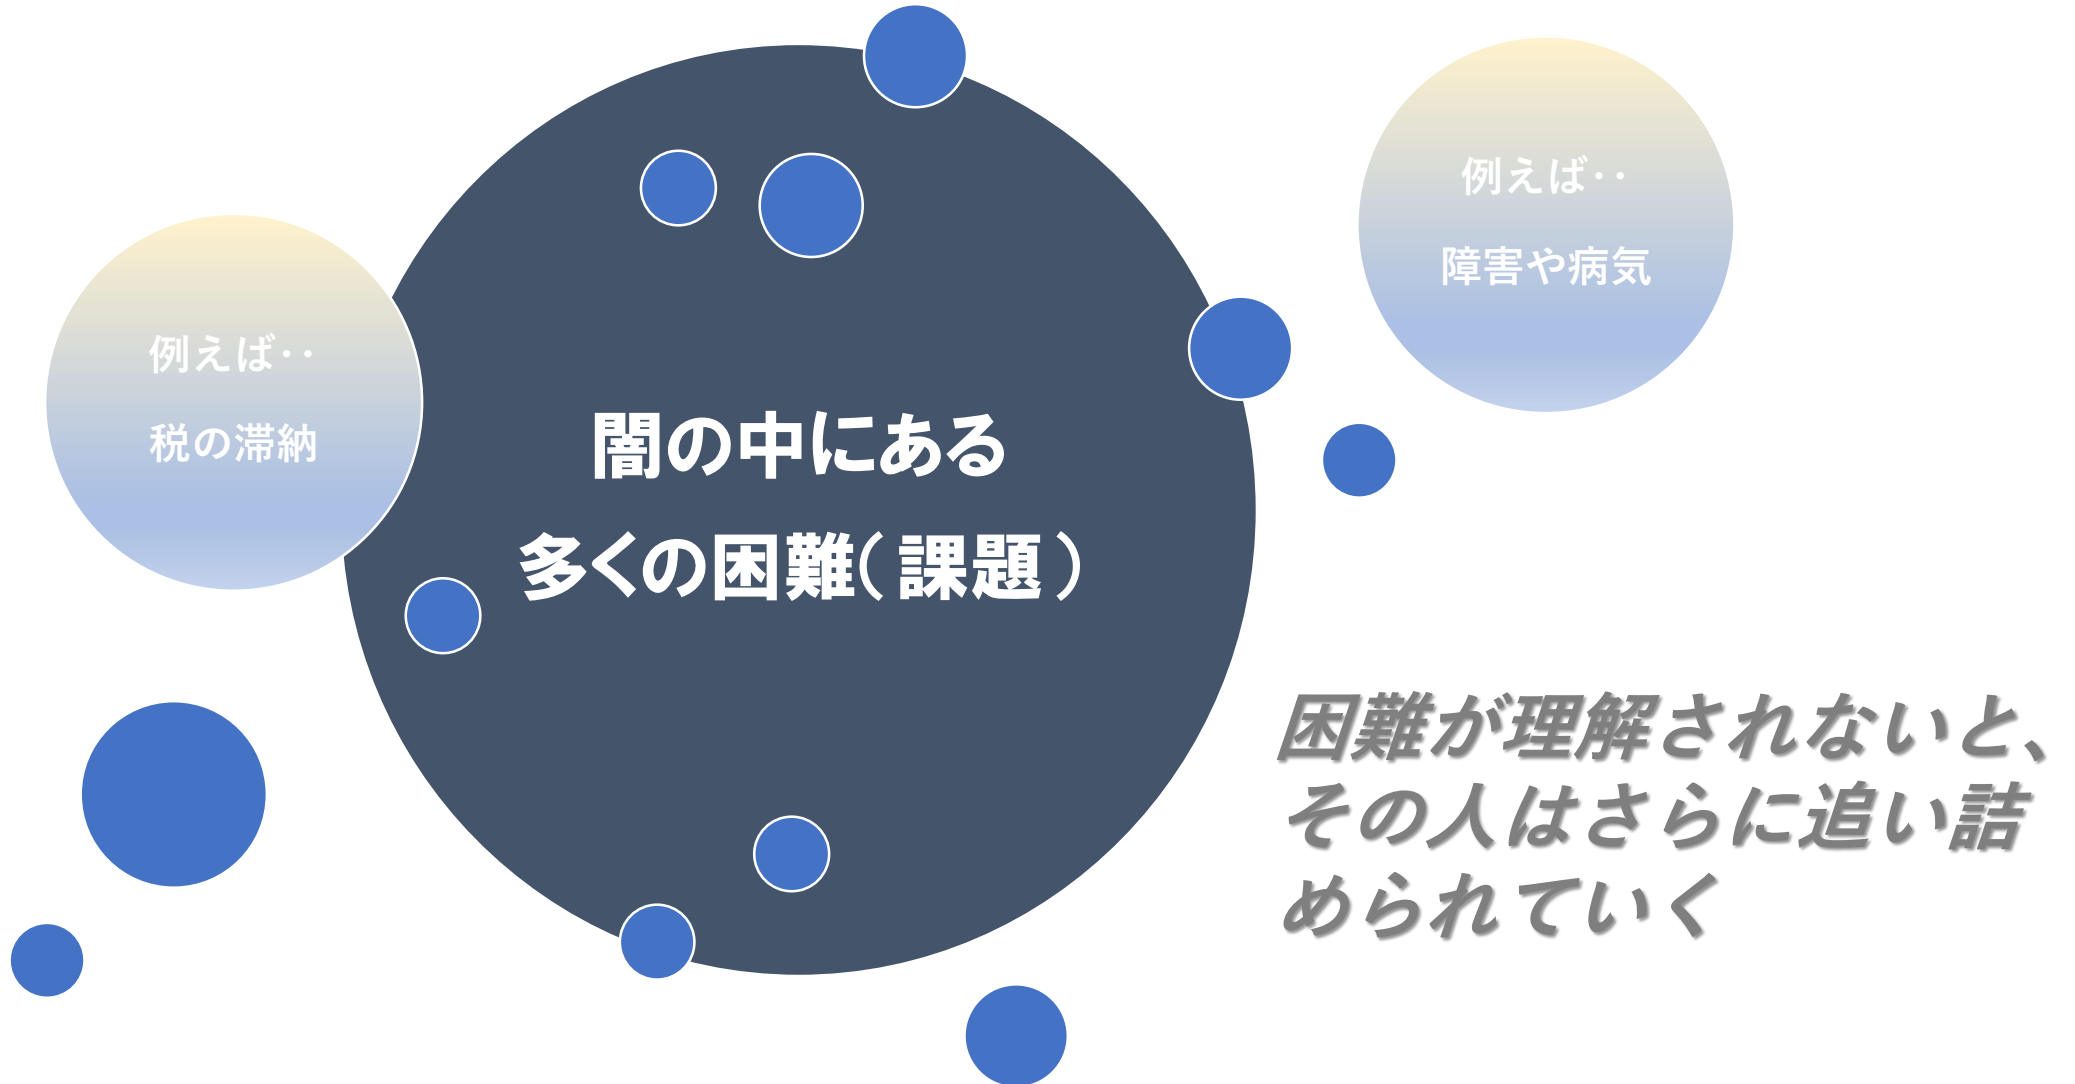 例えば‥
障害や病気
例えば‥
税の滞納
闇の中にある
多くの困難（課題）
困難が理解されないと、
その人はさらに追い詰
められていく